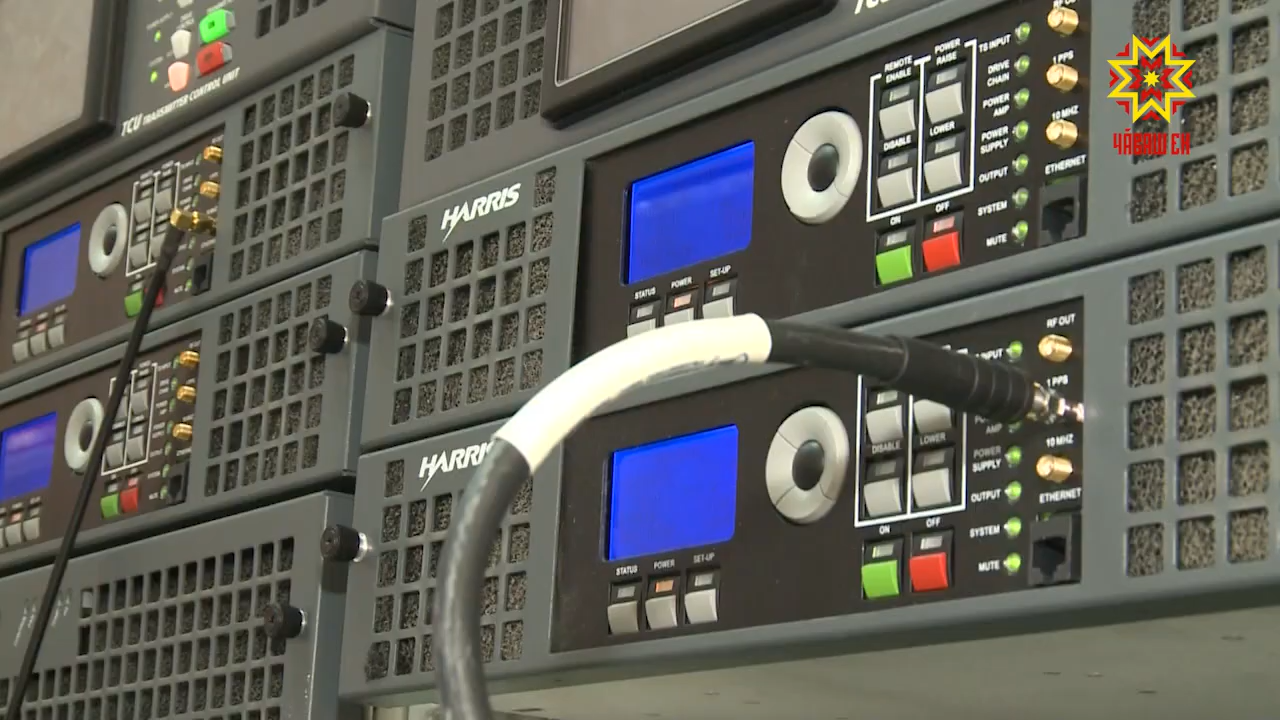 TCU TRANSMITTER CONTROL UNIT
HARRIS
REMOTE
ENABLE
POWER
RAISE
DISABLE
LOWER
ON
OFF
STATUS
POWER
SET-UP
TS INPUT
DRIVE
CHAIN
POWER
AMP
POWER
SUPPLY
OUTPUT
SYSTEM
MUTE
RF OUT
1 PPS
10 MHZ
ETHERNET
ЧӐВАШ ЕН
HARRIS
DISABLE
LOWER
ON
OFF
STATUS
POWER
SET-UP
INPUT
AMP
POWER
SUPPLY
OUTPUT
SYSTEM
MUTE
RF OUT
1 PPS
10 MHZ
ETHERNET